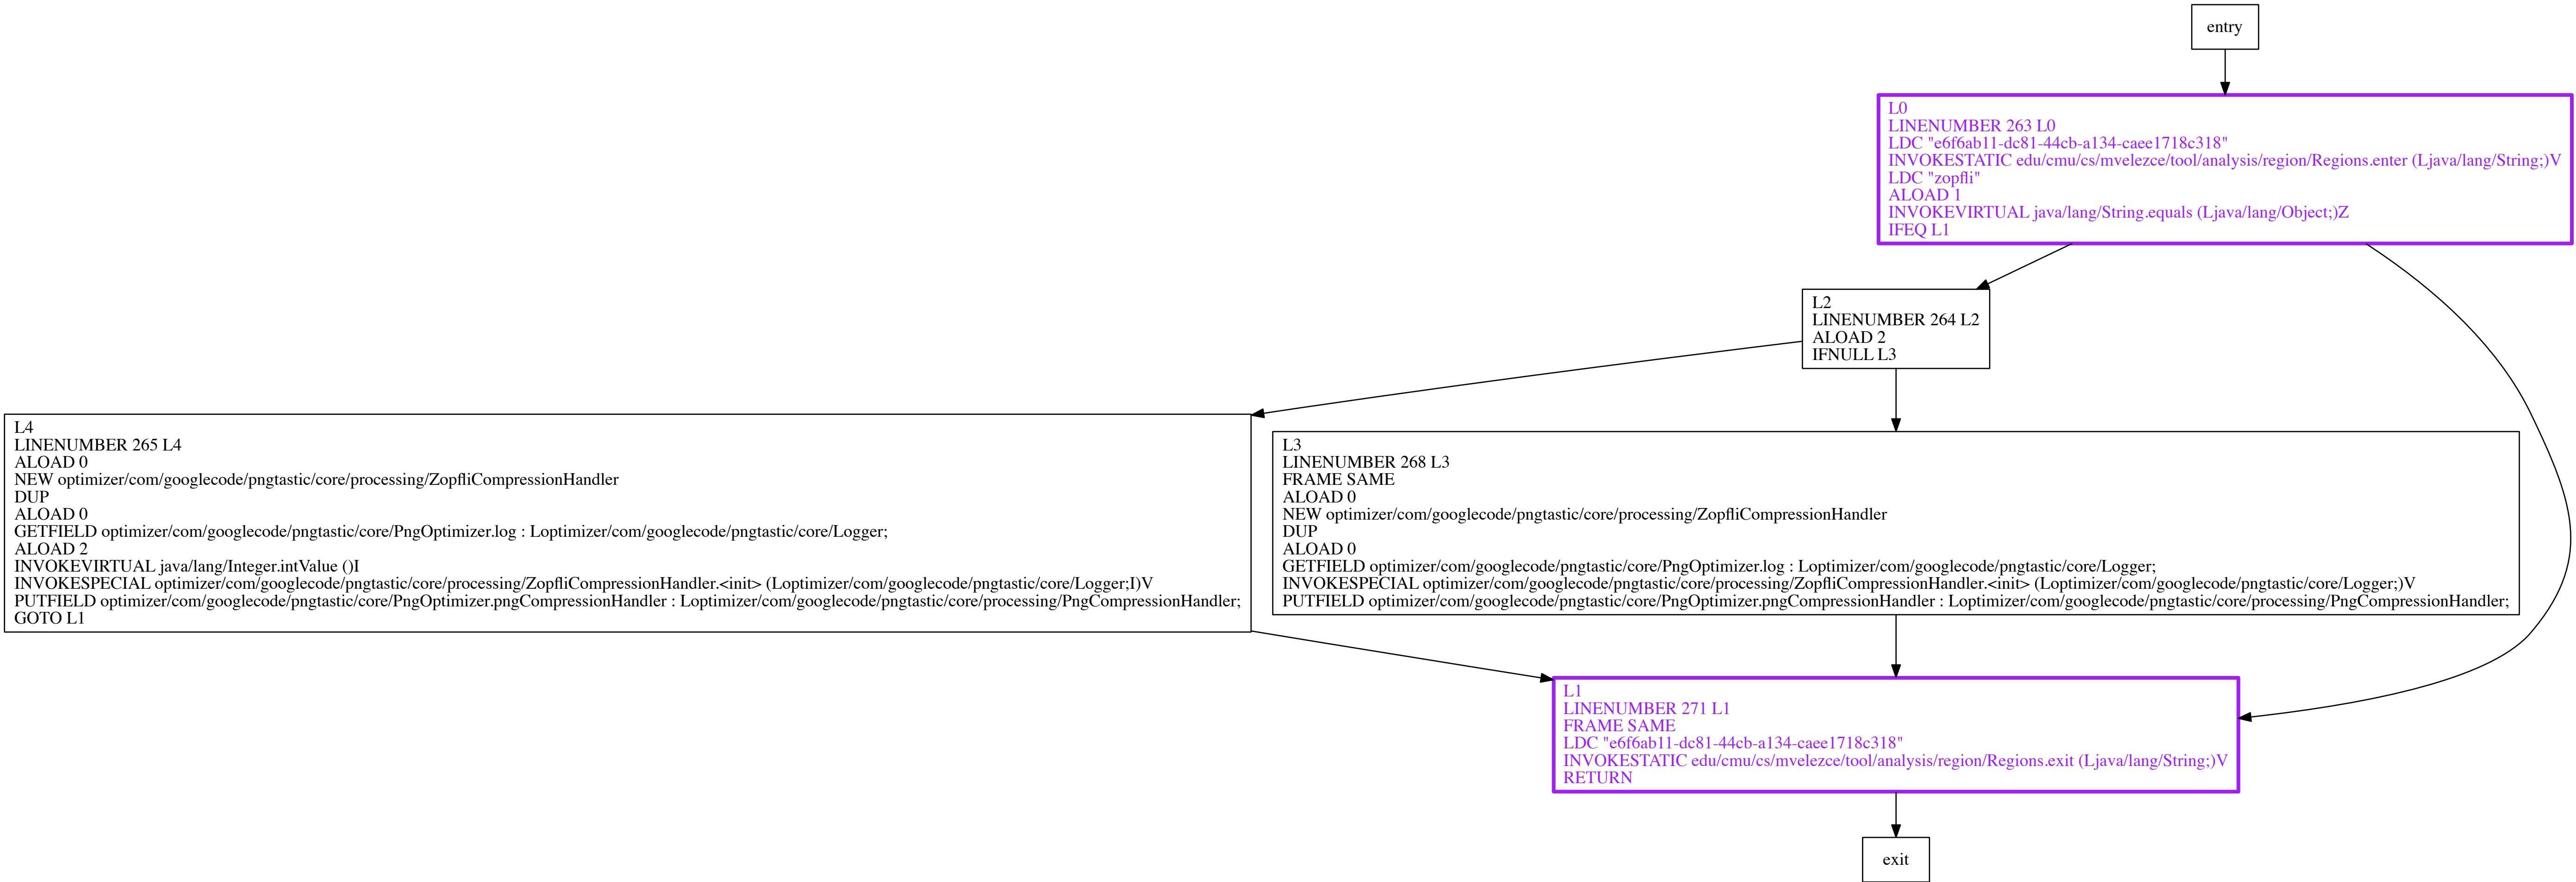 entry
L0
LINENUMBER 263 L0
LDC "e6f6ab11-dc81-44cb-a134-caee1718c318"
INVOKESTATIC edu/cmu/cs/mvelezce/tool/analysis/region/Regions.enter (Ljava/lang/String;)V
LDC "zopfli"
ALOAD 1
INVOKEVIRTUAL java/lang/String.equals (Ljava/lang/Object;)Z
IFEQ L1
L2
LINENUMBER 264 L2
ALOAD 2
IFNULL L3
L4
LINENUMBER 265 L4
ALOAD 0
NEW optimizer/com/googlecode/pngtastic/core/processing/ZopfliCompressionHandler
DUP
ALOAD 0
GETFIELD optimizer/com/googlecode/pngtastic/core/PngOptimizer.log : Loptimizer/com/googlecode/pngtastic/core/Logger;
ALOAD 2
INVOKEVIRTUAL java/lang/Integer.intValue ()I
INVOKESPECIAL optimizer/com/googlecode/pngtastic/core/processing/ZopfliCompressionHandler.<init> (Loptimizer/com/googlecode/pngtastic/core/Logger;I)V
PUTFIELD optimizer/com/googlecode/pngtastic/core/PngOptimizer.pngCompressionHandler : Loptimizer/com/googlecode/pngtastic/core/processing/PngCompressionHandler;
GOTO L1
L3
LINENUMBER 268 L3
FRAME SAME
ALOAD 0
NEW optimizer/com/googlecode/pngtastic/core/processing/ZopfliCompressionHandler
DUP
ALOAD 0
GETFIELD optimizer/com/googlecode/pngtastic/core/PngOptimizer.log : Loptimizer/com/googlecode/pngtastic/core/Logger;
INVOKESPECIAL optimizer/com/googlecode/pngtastic/core/processing/ZopfliCompressionHandler.<init> (Loptimizer/com/googlecode/pngtastic/core/Logger;)V
PUTFIELD optimizer/com/googlecode/pngtastic/core/PngOptimizer.pngCompressionHandler : Loptimizer/com/googlecode/pngtastic/core/processing/PngCompressionHandler;
L1
LINENUMBER 271 L1
FRAME SAME
LDC "e6f6ab11-dc81-44cb-a134-caee1718c318"
INVOKESTATIC edu/cmu/cs/mvelezce/tool/analysis/region/Regions.exit (Ljava/lang/String;)V
RETURN
exit